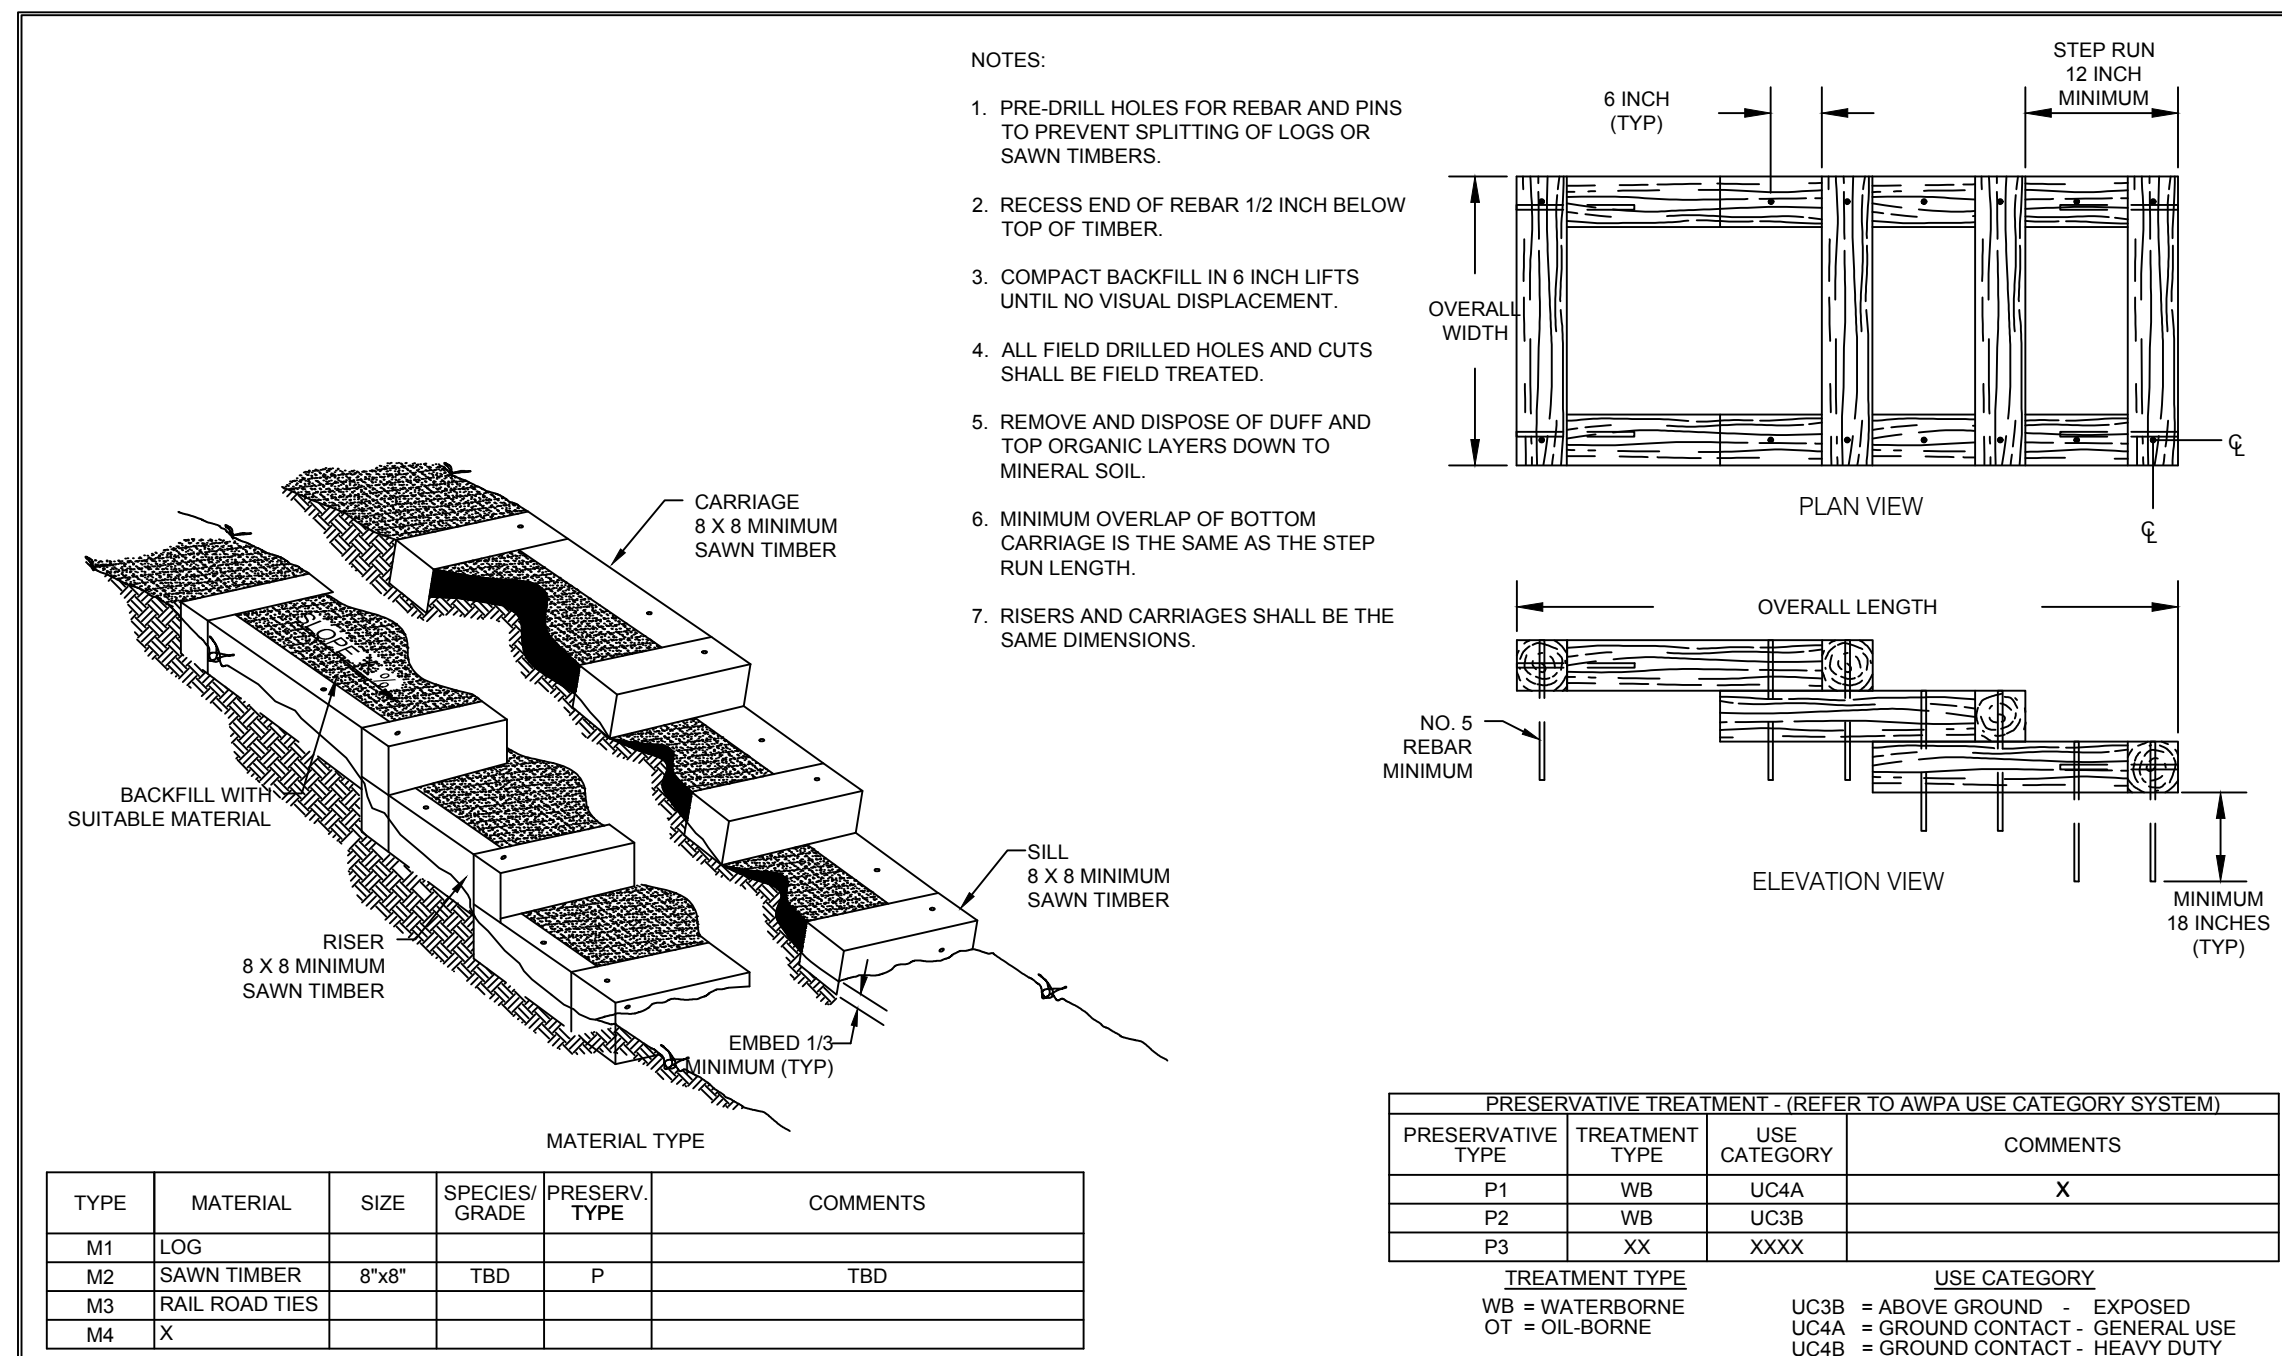 NOTES:
1. PRE-DRILL HOLES FOR REBAR AND PINS
TO PREVENT SPLITTING OF LOGS OR
SAWN TIMBERS.
2. RECESS END OF REBAR 1/2 INCH BELOW
TOP OF TIMBER.
3. COMPACT BACKFILL IN 6 INCH LIFTS
UNTIL NO VISUAL DISPLACEMENT.
4. ALL FIELD DRILLED HOLES AND CUTS
SHALL BE FIELD TREATED.
5. REMOVE AND DISPOSE OF DUFF AND
TOP ORGANIC LAYERS DOWN TO
MINERAL SOIL.
6. MINIMUM OVERLAP OF BOTTOM
CARRIAGE IS THE SAME AS THE STEP
RUN LENGTH.
7. RISERS AND CARRIAGES SHALL BE THE
SAME DIMENSIONS.
6 INCH
(TYP)
STEP RUN
12 INCH
MINIMUM
OVERALL
WIDTH
℄
℄
PLAN VIEW
OVERALL LENGTH
NO. 5
REBAR
MINIMUM
ELEVATION VIEW
MINIMUM
18 INCHES
(TYP)
CARRIAGE
8 X 8 MINIMUM
SAWN TIMBER
SLOPE
BACKFILL WITH
SUITABLE MATERIAL
SILL
8 X 8 MINIMUM
SAWN TIMBER
RISER
8 X 8 MINIMUM
SAWN TIMBER
EMBED 1/3
MINIMUM (TYP)
MATERIAL TYPE
TYPE MATERIAL SIZE SPECIES/ GRADE PRESERV. TYPE COMMENTS
M1 LOG
M2 SAWN TIMBER 8"x8" TBD P TBD
M3 RAIL ROAD TIES
M4 X
PRESERVATIVE TREATMENT - (REFER TO AWPA USE CATEGORY SYSTEM)
PRESERVATIVE TYPE TREATMENT TYPE USE CATEGORY COMMENTS
P1 WB UC4A X
P2 WB UC3B
P3 XX XXXX
TREATMENT TYPE
WB = WATERBORNE
OT = OIL-BORNE
USE CATEGORY
UC3B = ABOVE GROUND - EXPOSED
UC4A = GROUND CONTACT - GENERAL USE
UC4B = GROUND CONTACT - HEAVY DUTY